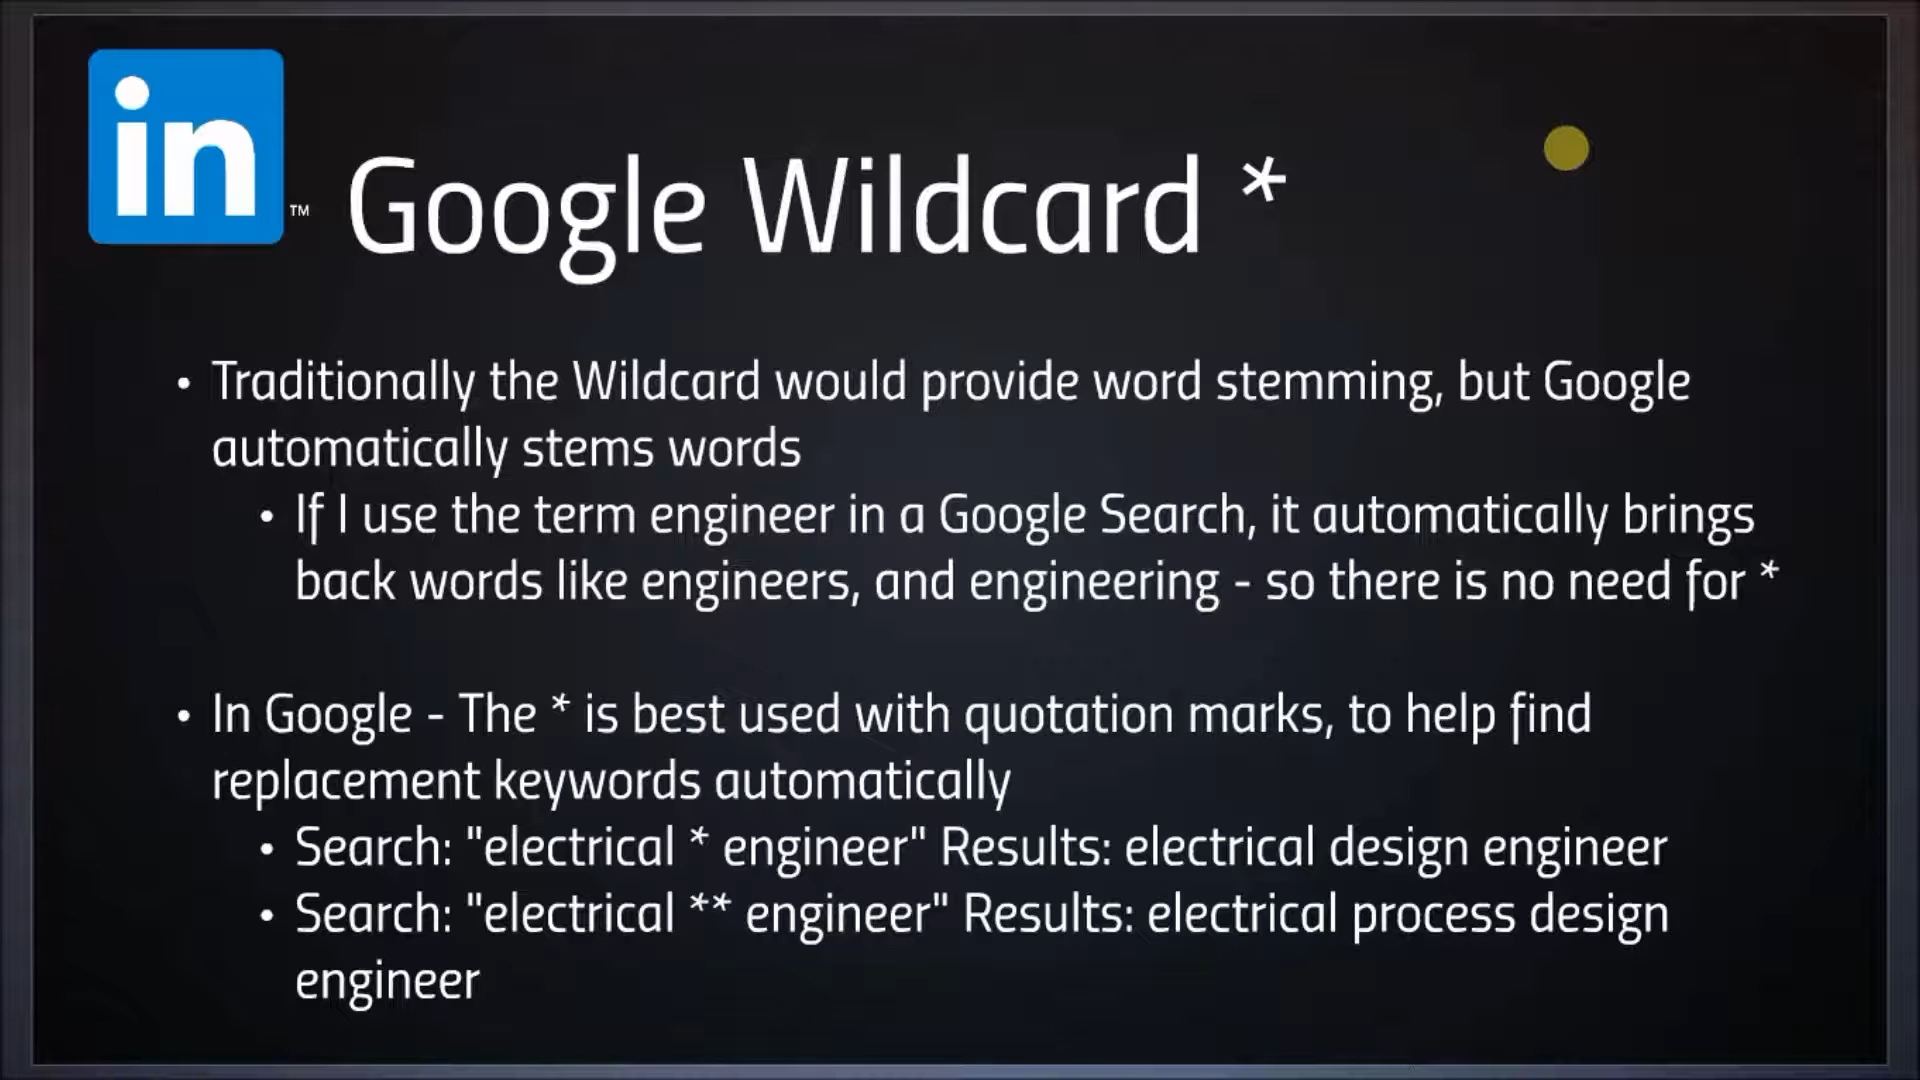 in
™
Google Wildcard *
• Traditionally the Wildcard would provide word stemming, but Google
automatically stems words
• If I use the term engineer in a Google Search, it automatically brings
back words like engineers, and engineering - so there is no need for *
• In Google - The * is best used with quotation marks, to help find
replacement keywords automatically
• Search: "electrical * engineer" Results: electrical design engineer
• Search: "electrical ** engineer" Results: electrical process design
engineer